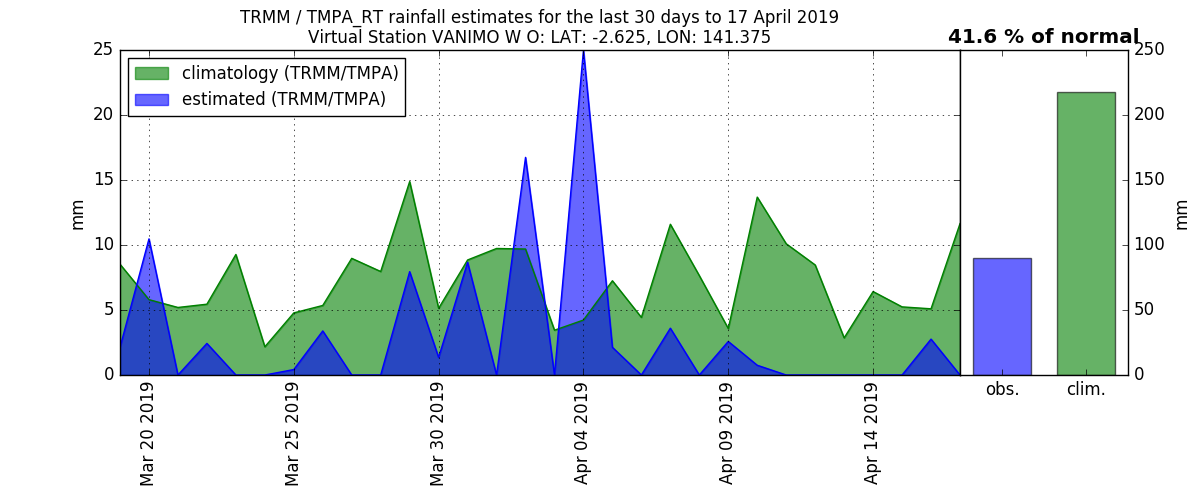 TRMM / TMPA_RT rainfall estimates for the last 30 days to 17 April 2019
Virtual Station VANIMO W O: LAT: -2.625, LON: 141.375
41.6 % of normal
climatology (TRMM/TMPA)
estimated (TRMM/TMPA)
25
20
15
10
5
0
mm
Mar 20 2019
Mar 25 2019
Mar 30 2019
Apr 04 2019
Apr 09 2019
Apr 14 2019
obs.
clim.
250
200
150
100
50
0
mm